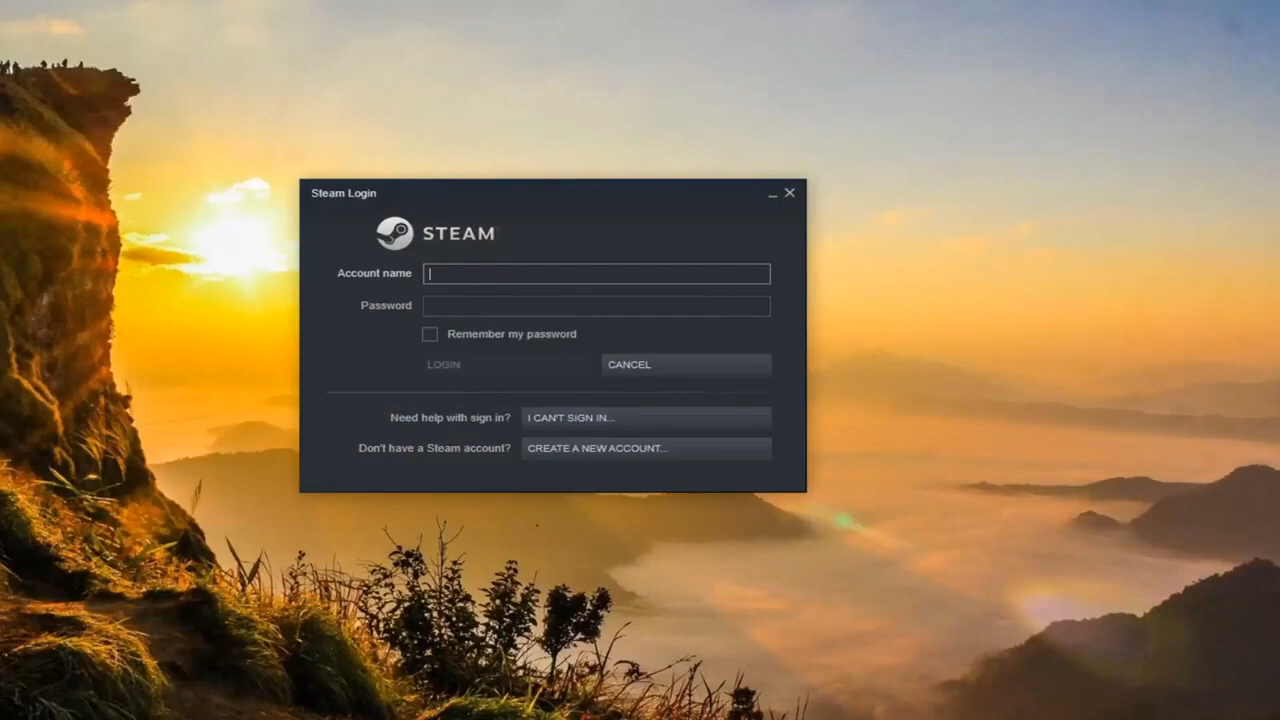 Steam Login
STEAM
Account name
Password
Remember my password
LOGIN CANCEL
Need help with sign in? I CAN'T SIGN IN...
Don't have a Steam account? CREATE A NEW ACCOUNT...